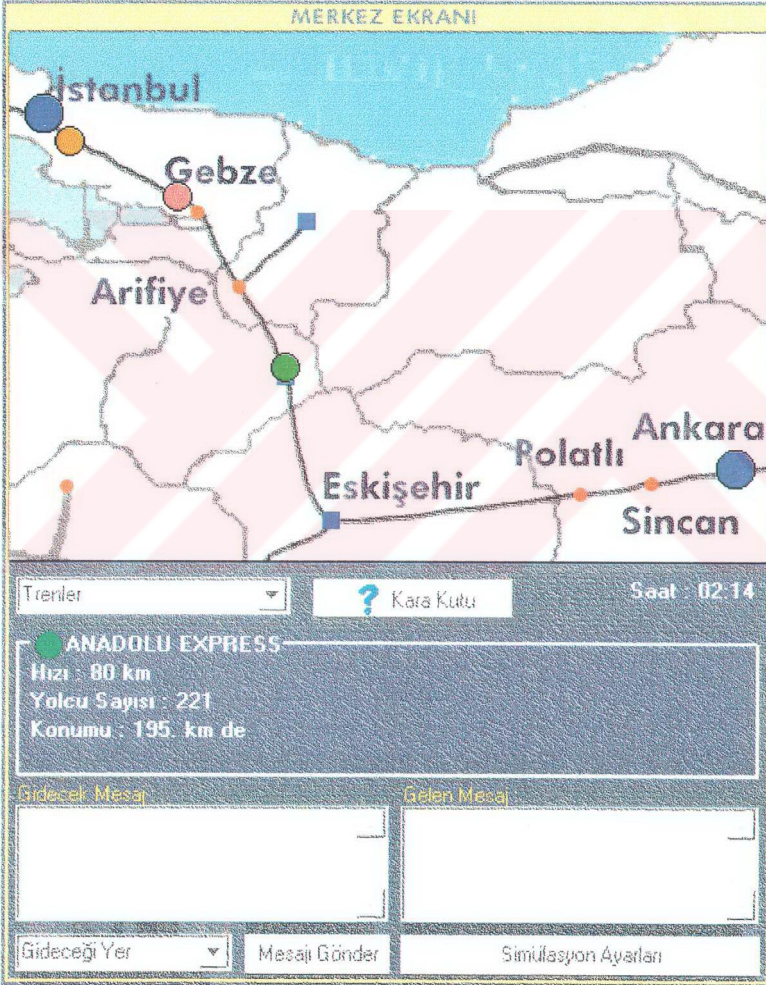 MERKEZ EKRANI
İstanbul
Gebze
Arifiye
Ankara
Polatlı
Eskişehir
Sincan
Trenler
? Kara Kutu
Saat : 02:14
ANADOLU EXPRESS
Hızı : 80 km
Yolcu Sayısı : 221
Konumu : 195. km de
Gidecek Mesaj
Gelen Mesaj
Gideceği Yer
Mesajı Gönder
Simülasyon Ayarları